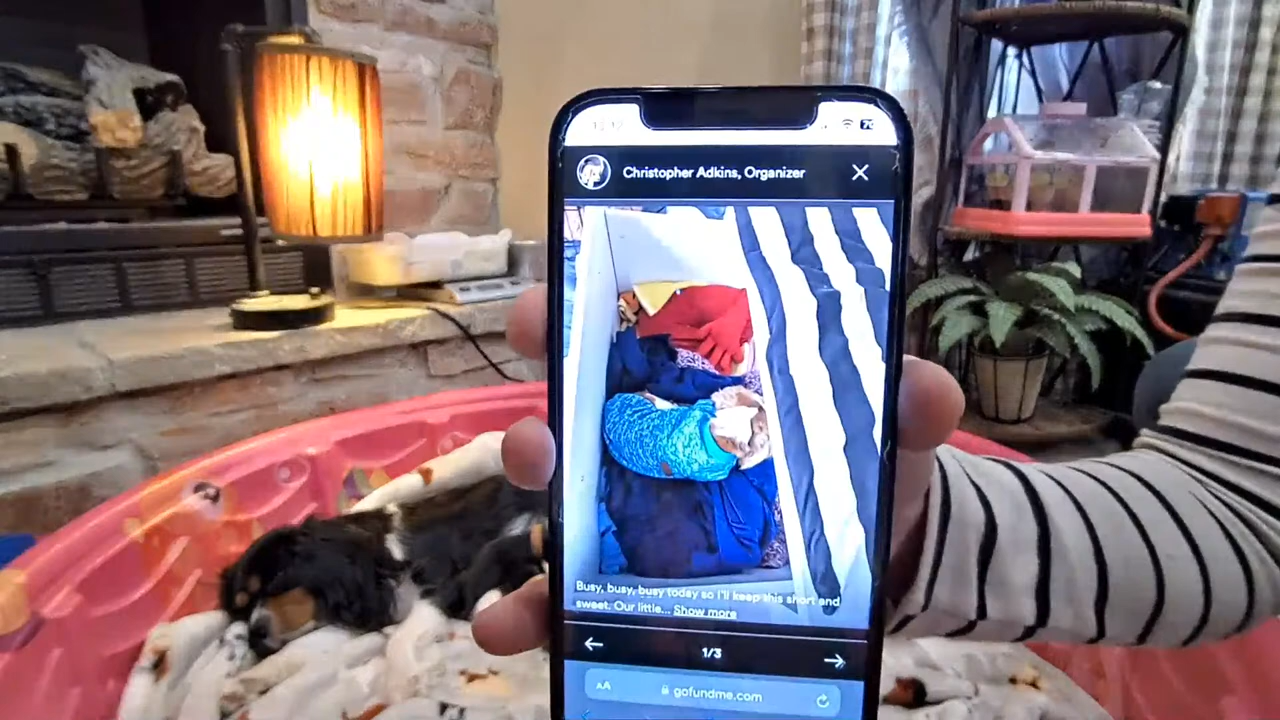 Christopher Adkins, Organizer
Busy, busy, busy today so I'll keep this short and
sweet. Our little... Show more
1/3
AA gofundme.com